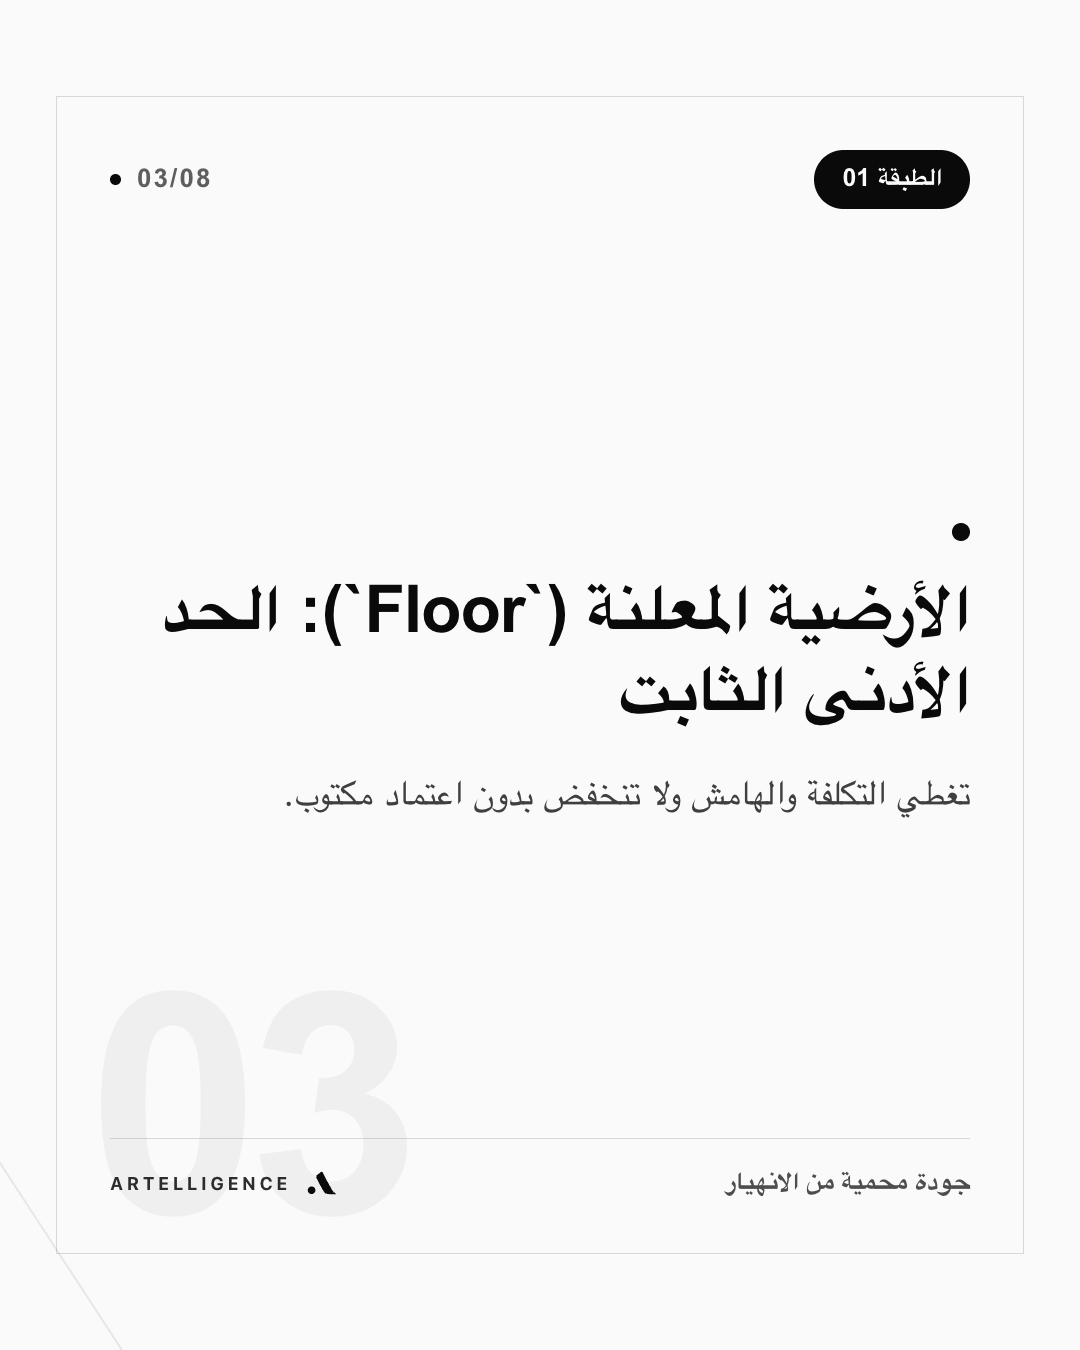 الطبقة 01
03/08
الأرضية المعلنة (`Floor`): الحد
الأدنى الثابت
تغطي التكلفة والهامش ولا تنخفض بدون اعتماد مكتوب.
03
جودة محمية من الانهيار
ARTELLIGENCE